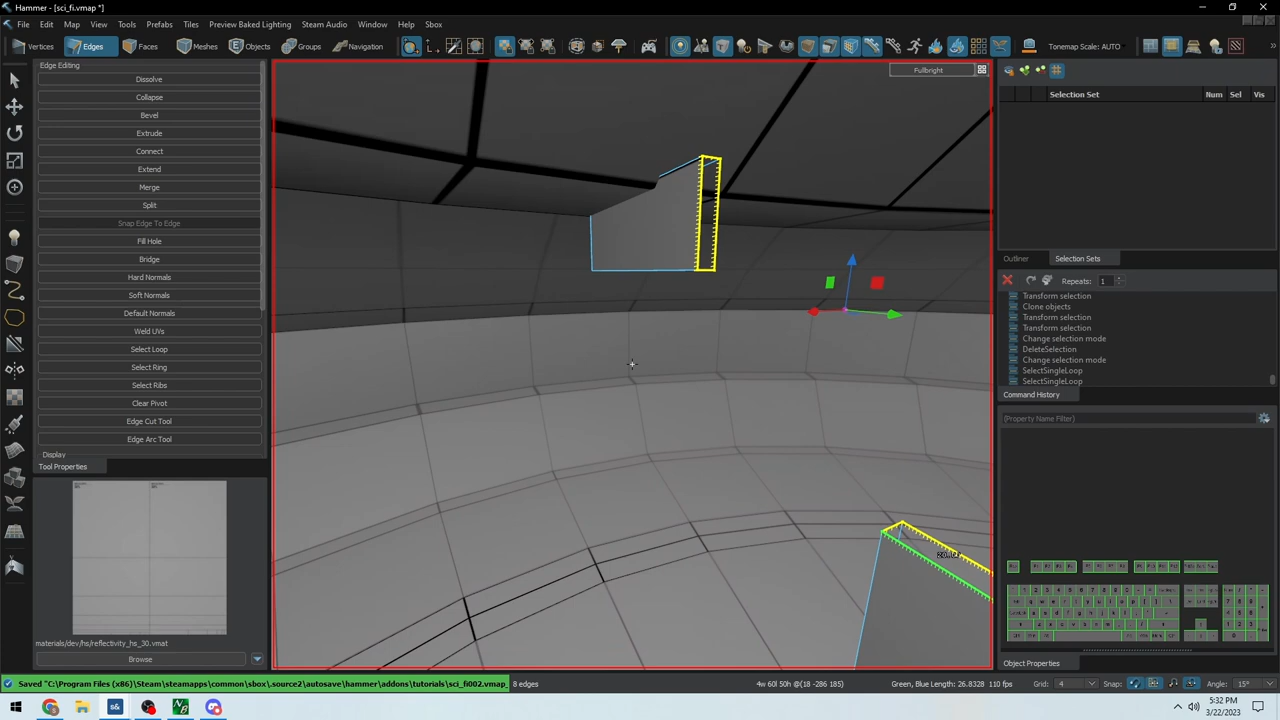 Hammer - [sci_fi.vmap *]
File Edit Map View Tools Prefabs Tiles Preview Baked Lighting Steam Audio Window Help Sbox
Vertices Edges Faces Meshes Objects Groups Navigation Tonemap Scale: AUTO
Edge Editing
Dissolve
Collapse
Bevel
Extrude
Connect
Extend
Merge
Split
Snap Edge To Edge
Fill Hole
Bridge
Hard Normals
Soft Normals
Default Normals
Weld UVs
Select Loop
Select Ring
Select Ribs
Clear Pivot
Edge Cut Tool
Edge Arc Tool
Display
Tool Properties
materials/dev/hs/reflectivity_hs_30.vmat
Browse
Fullbright
Selection Set Num Sel Vis
Outliner Selection Sets
Repeats: 1
Transform selection
Clone objects
Transform selection
Transform selection
Change selection mode
DeleteSelection
Change selection mode
SelectSingleLoop
SelectSingleLoop
Command History
(Property Name Filter)
Object Properties
Saved "C:\Program Files (x86)\Steam\steamapps\common\sbox\.source2\autosave\hammer\addons\tutorials\sci_fi002.vmap_ 8 edges 4w 60l 50h @(18 -286 185) Green, Blue Length: 26.8328 110 fps Grid: 4 Snap: Angle: 15°
5:32 PM
3/22/2023